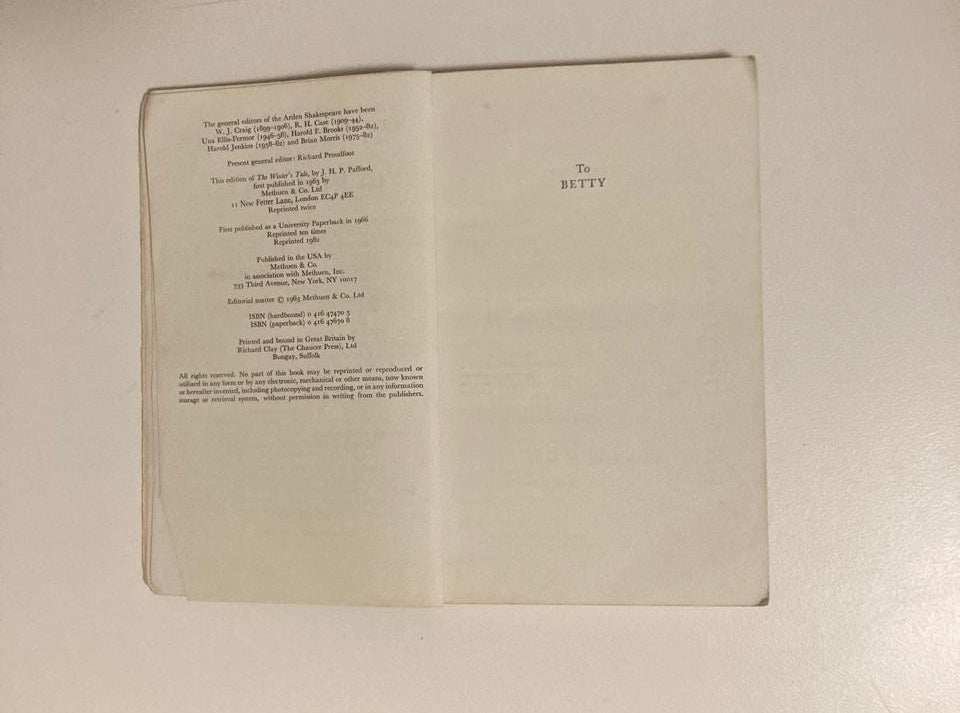 The general editors of the Arden Shakespeare have been
W. J. Craig (1899–1906), R. H. Case (1909–44),
Una Ellis-Fermor (1946–58), Harold F. Brooks (1952–82),
Harold Jenkins (1958–82) and Brian Morris (1975–82)
Present general editor: Richard Proudfoot
This edition of The Winter's Tale, by J. H. P. Pafford,
first published in 1963 by
Methuen & Co. Ltd
11 New Fetter Lane, London EC4P 4EE
Reprinted twice
First published as a University Paperback in 1966
Reprinted ten times
Reprinted 1982
Published in the USA by
Methuen & Co.
in association with Methuen, Inc.
733 Third Avenue, New York, NY 10017
Editorial matter © 1963 Methuen & Co. Ltd
ISBN (hardbound) 0 416 47470 5
ISBN (paperback) 0 416 47670 8
Printed and bound in Great Britain by
Richard Clay (The Chaucer Press), Ltd
Bungay, Suffolk
All rights reserved. No part of this book may be reprinted or reproduced or
utilized in any form or by any electronic, mechanical or other means, now known
or hereafter invented, including photocopying and recording, or in any information
storage or retrieval system, without permission in writing from the publishers.
To
BETTY